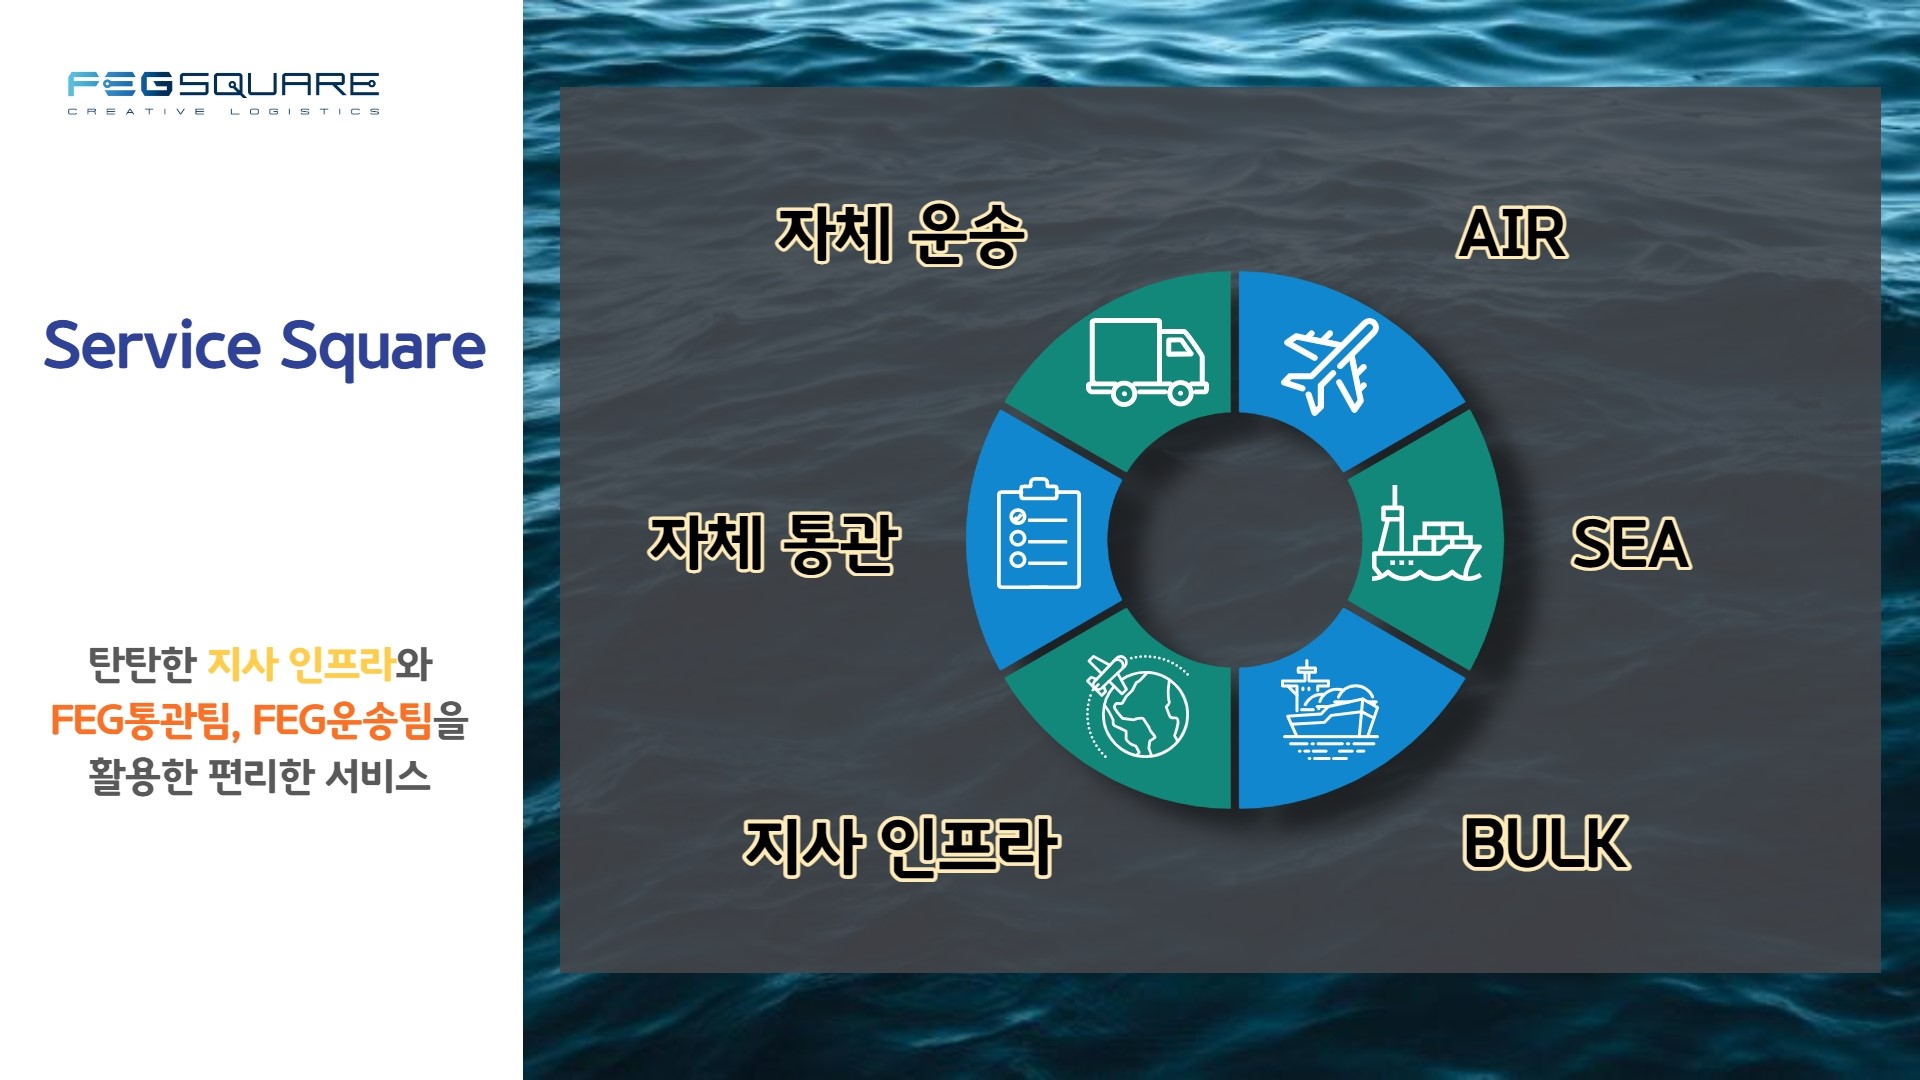 FEGSQUARE
CREATIVE LOGISTICS
Service Square
탄탄한 지사 인프라와
FEG통관팀, FEG운송팀을
활용한 편리한 서비스
자체 운송
AIR
자체 통관
SEA
지사 인프라
BULK